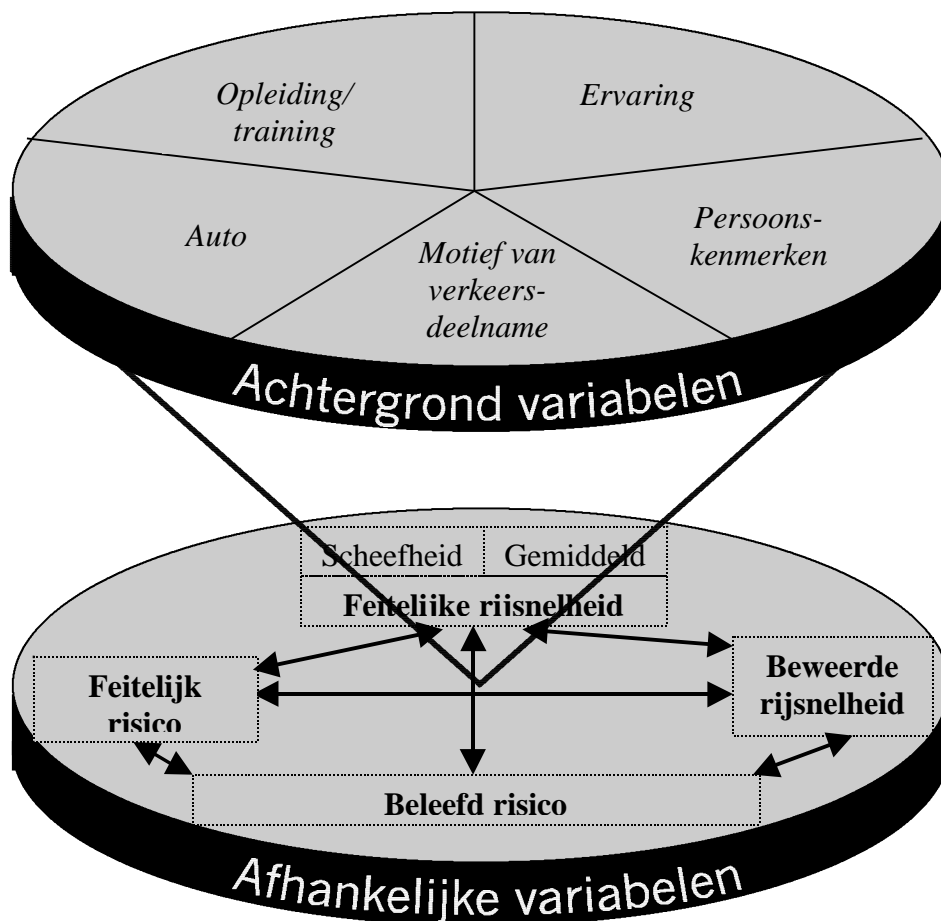 Opleiding/
training
Ervaring
Auto
Motief van
verkeers-
deelname
Persoons-
kenmerken
Achtergrond variabelen
Scheefheid
Gemiddeld
Feitelijke rijsnelheid
Feitelijk
risico
Beweerde
rijsnelheid
Beleefd risico
Afhankelijke variabelen